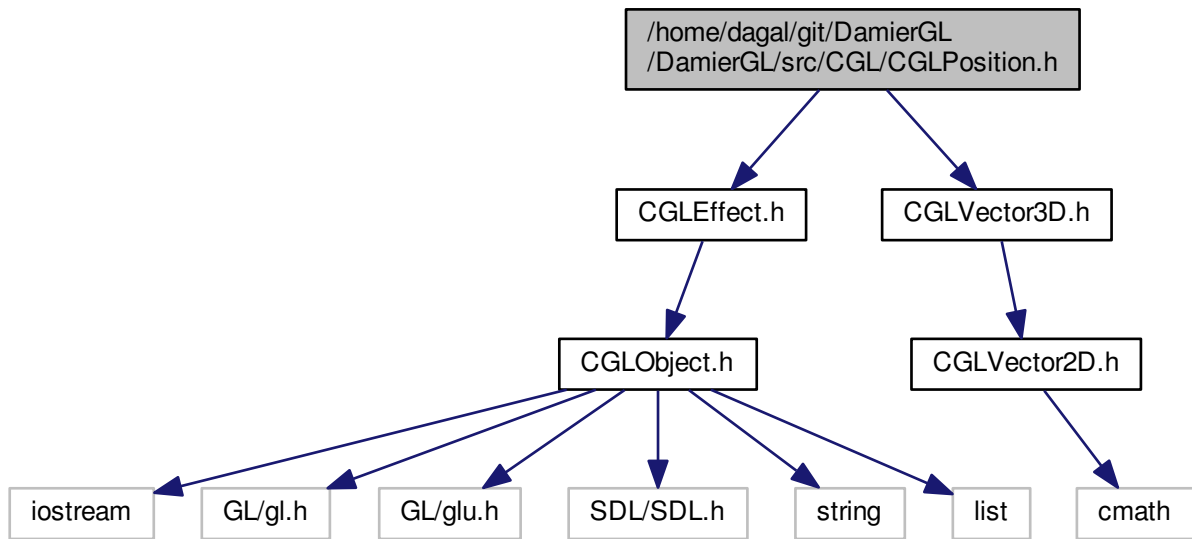 /home/dagal/git/DamierGL
/DamierGL/src/CGL/CGLPosition.h
CGLEffect.h
CGLVector3D.h
CGLObject.h
CGLVector2D.h
iostream
GL/gl.h
GL/glu.h
SDL/SDL.h
string
list
cmath